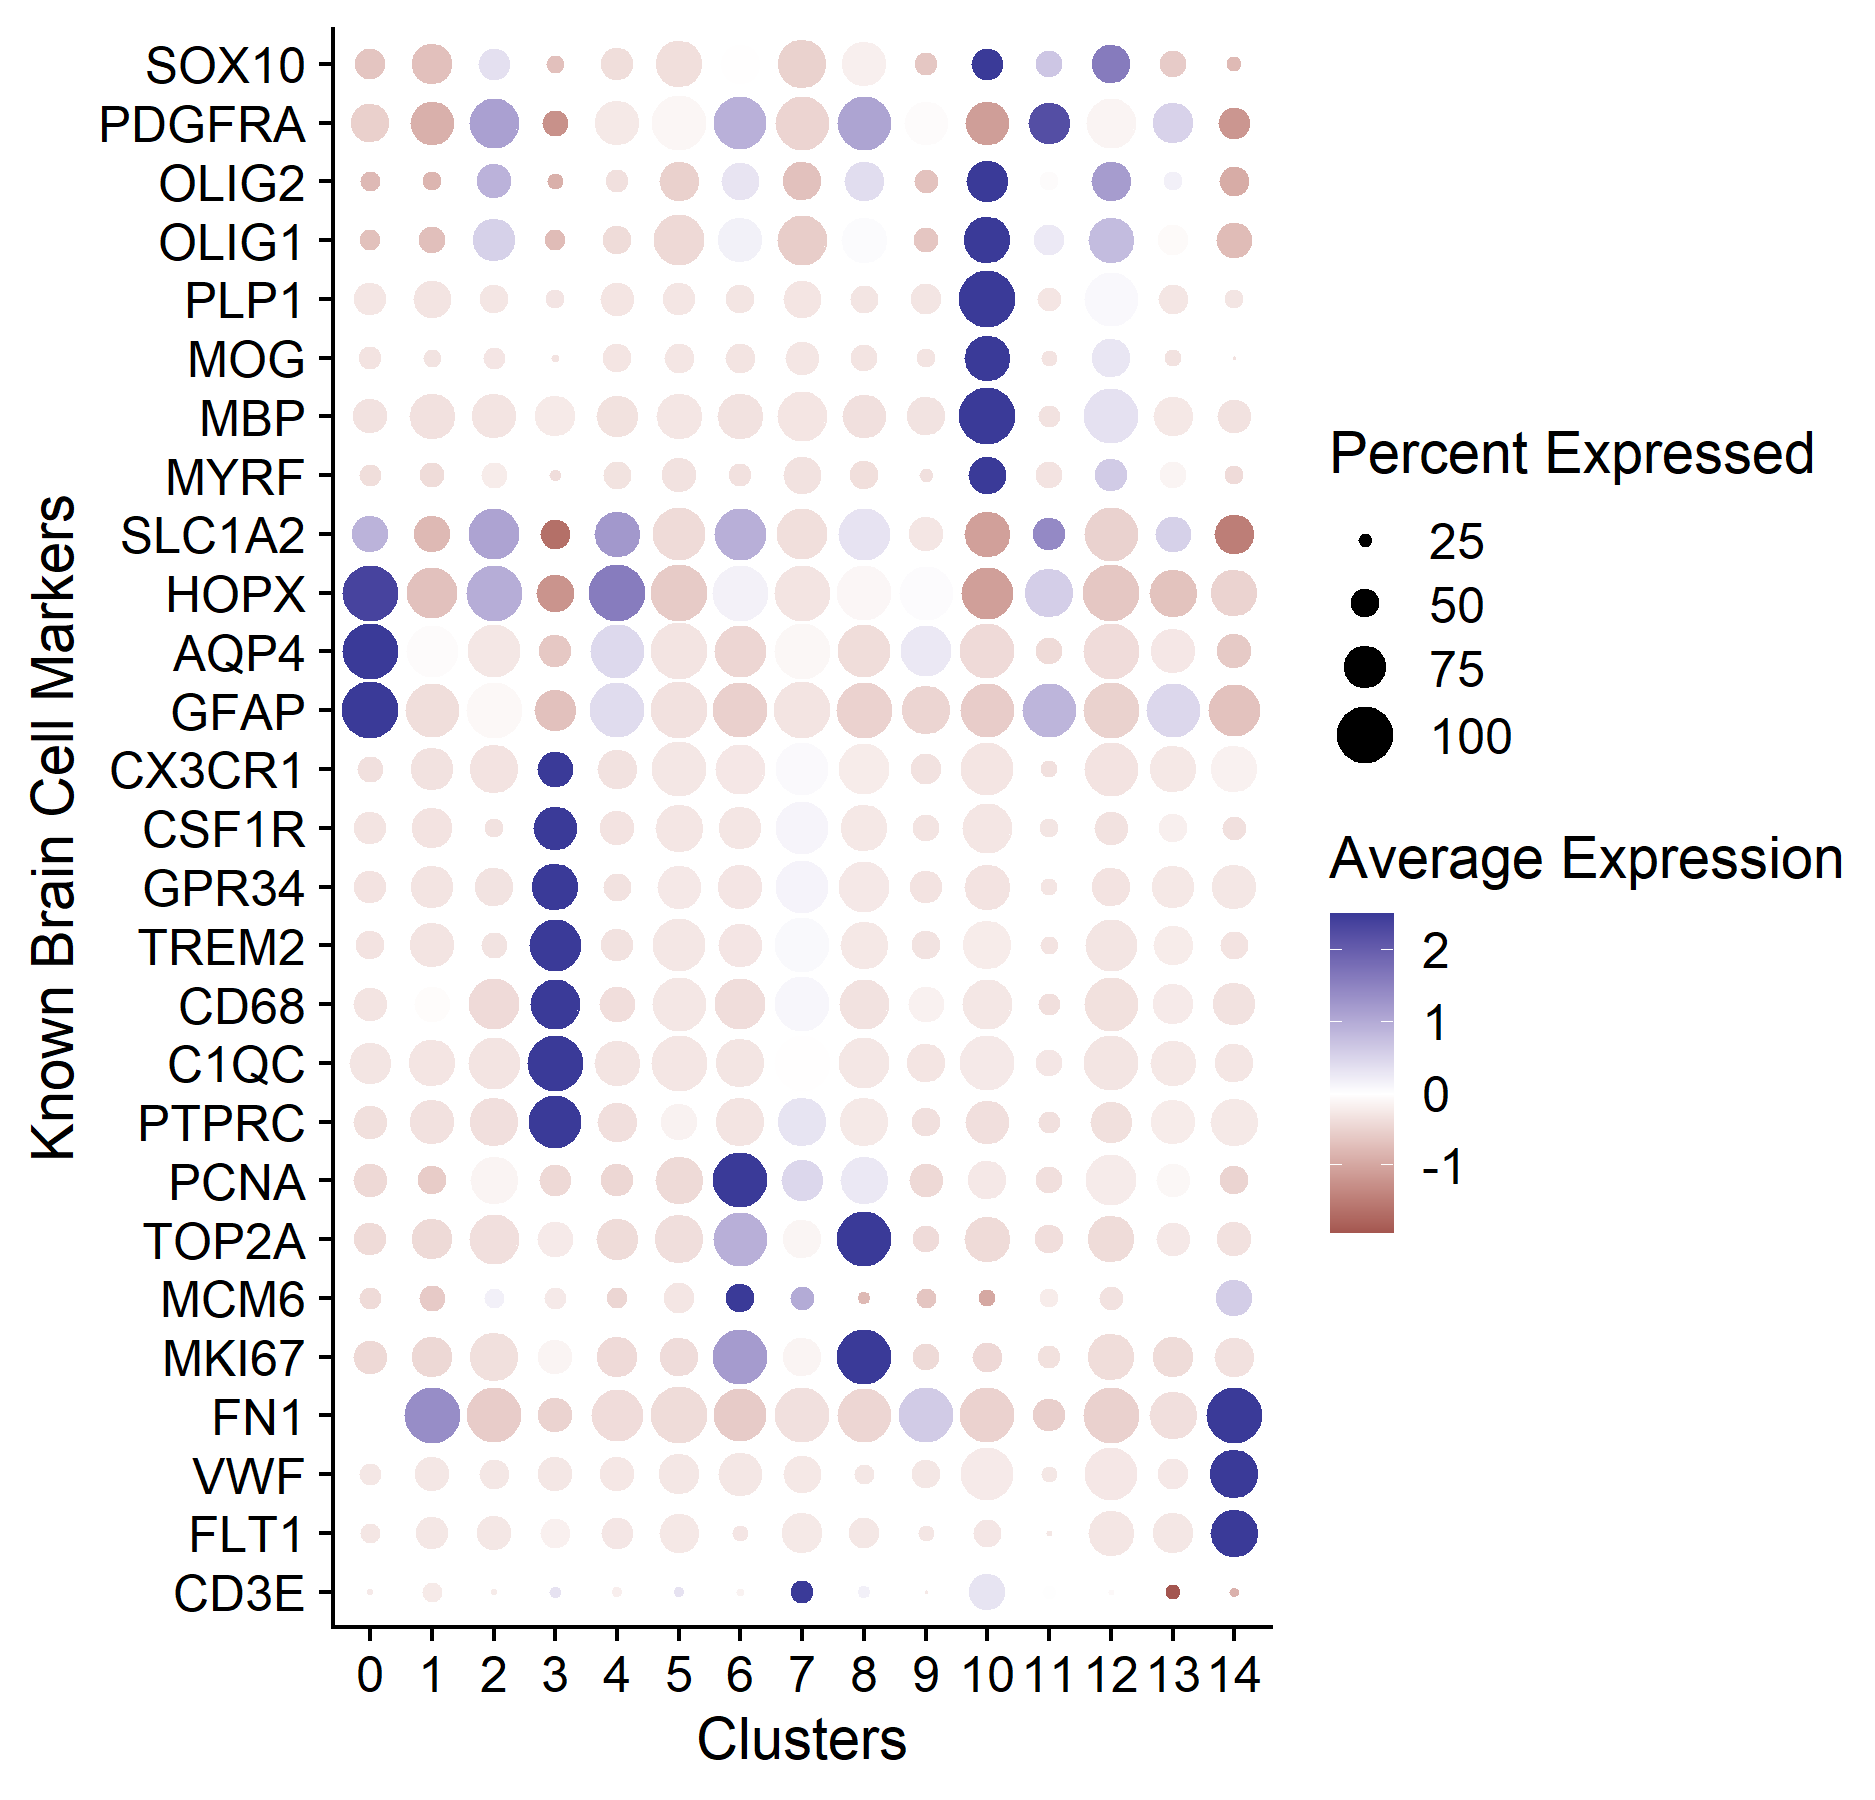 Known Brain Cell Markers
SOX10
PDGFRA
OLIG2
OLIG1
PLP1
MOG
MBP
MYRF
SLC1A2
HOPX
AQP4
GFAP
CX3CR1
CSF1R
GPR34
TREM2
CD68
C1QC
PTPRC
PCNA
TOP2A
MCM6
MKI67
FN1
VWF
FLT1
CD3E
0 1 2 3 4 5 6 7 8 9 10 11 12 13 14
Clusters
Percent Expressed
25
50
75
100
Average Expression
2
1
0
-1